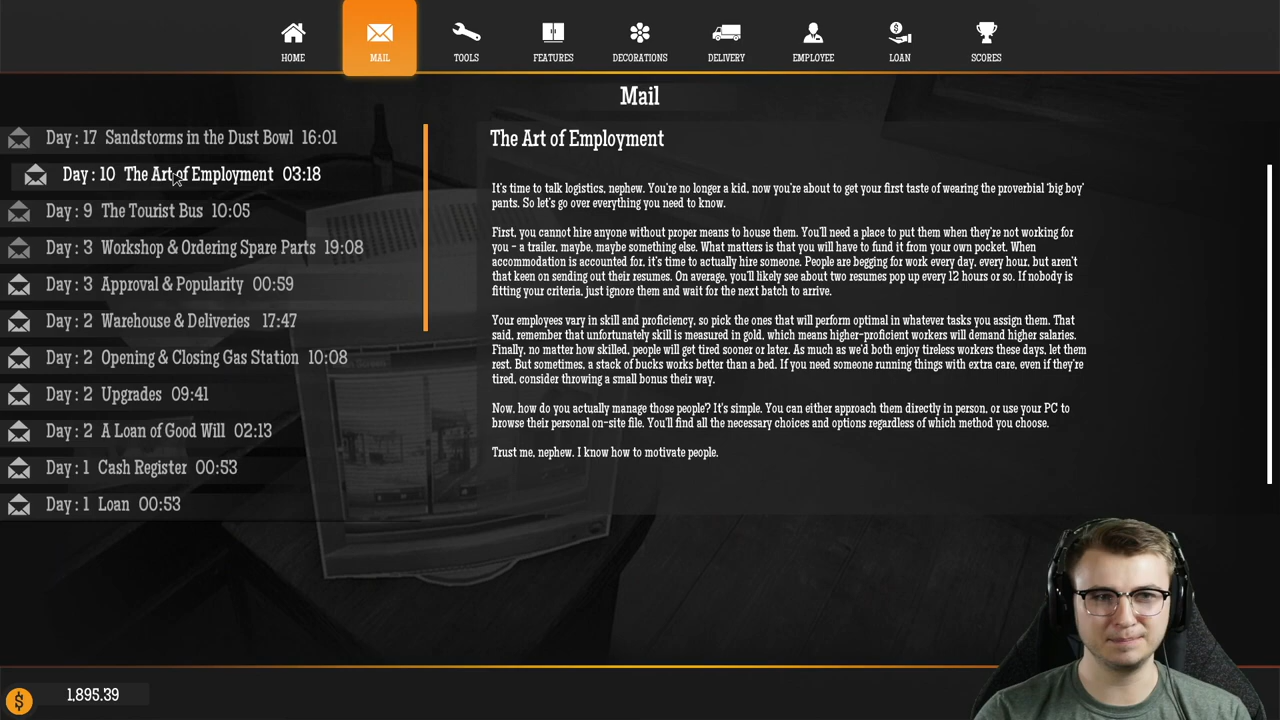 HOME
MAIL
TOOLS
FEATURES
DECORATIONS
DELIVERY
EMPLOYEE
LOAN
SCORES
Mail
Day : 17 Sandstorms in the Dust Bowl 16:01
Day : 10 The Art of Employment 03:18
Day : 9 The Tourist Bus 10:05
Day : 3 Workshop & Ordering Spare Parts 19:08
Day : 3 Approval & Popularity 00:59
Day : 2 Warehouse & Deliveries 17:47
Day : 2 Opening & Closing Gas Station 10:08
Day : 2 Upgrades 09:41
Day : 2 A Loan of Good Will 02:13
Day : 1 Cash Register 00:53
Day : 1 Loan 00:53
The Art of Employment
It's time to talk logistics, nephew. You're no longer a kid, now you're about to get your first taste of wearing the proverbial 'big boy'
pants. So let's go over everything you need to know.
First, you cannot hire anyone without proper means to house them. You'll need a place to put them when they're not working for
you - a trailer, maybe, maybe something else. What matters is that you will have to fund it from your own pocket. When
accommodation is accounted for, it's time to actually hire someone. People are begging for work every day, every hour, but aren't
that keen on sending out their resumes. On average, you'll likely see about two resumes pop up every 12 hours or so. If nobody is
fitting your criteria, just ignore them and wait for the next batch to arrive.
Your employees vary in skill and proficiency, so pick the ones that will perform optimal in whatever tasks you assign them. That
said, remember that unfortunately skill is measured in gold, which means higher-proficient workers will demand higher salaries.
Finally, no matter how skilled, people will get tired sooner or later. As much as we'd both enjoy tireless workers these days, let them
rest. But sometimes, a stack of bucks works better than a bed. If you need someone running things with extra care, even if they're
tired, consider throwing a small bonus their way.
Now, how do you actually manage those people? It's simple. You can either approach them directly in person, or use your PC to
browse their personal on-site file. You'll find all the necessary choices and options regardless of which method you choose.
Trust me, nephew. I know how to motivate people.
$ 1,895.39